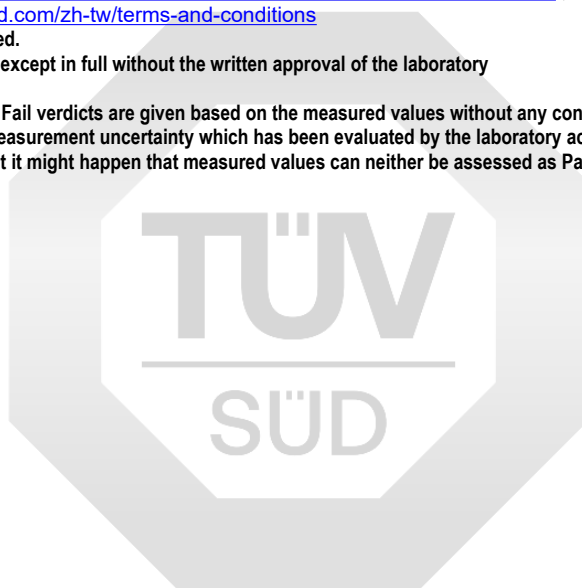 d.com/zh-tw/terms-and-conditions
ed.
except in full without the written approval of the laboratory
Fail verdicts are given based on the measured values without any con
easurement uncertainty which has been evaluated by the laboratory ac
t it might happen that measured values can neither be assessed as Pa
TÜV
SÜD